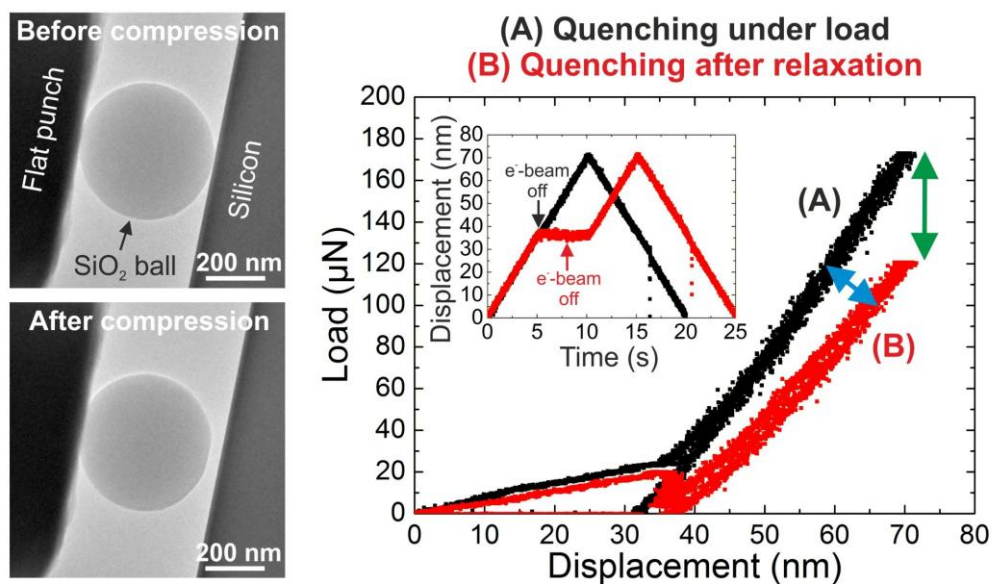 Before compression
Flat punch
Silicon
SiO₂ ball
200 nm
After compression
200 nm
(A) Quenching under load
(B) Quenching after relaxation
Load (µN)
200
180
160
140
120
100
80
60
40
20
0
0 10 20 30 40 50 60 70 80
Displacement (nm)
Displacement (nm)
80
70
60
50
40
30
20
10
0
0 5 10 15 20 25
Time (s)
e⁻-beam
off
e⁻-beam
off
(A)
(B)